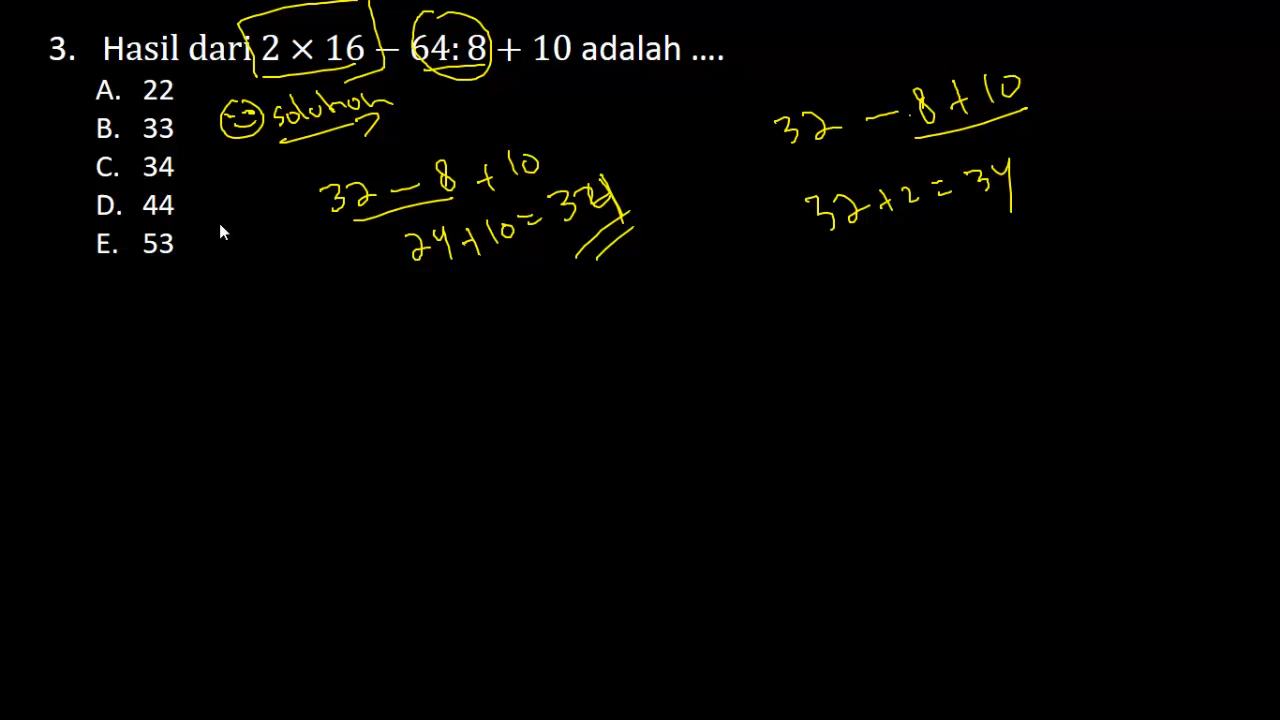 3. Hasil dari 2 × 16 − 64: 8 + 10 adalah ....
A. 22
B. 33
C. 34
D. 44
E. 53
solution
32 − 8 + 10
24 + 10 = 34
32 − 8 + 10
32 + 2 = 34